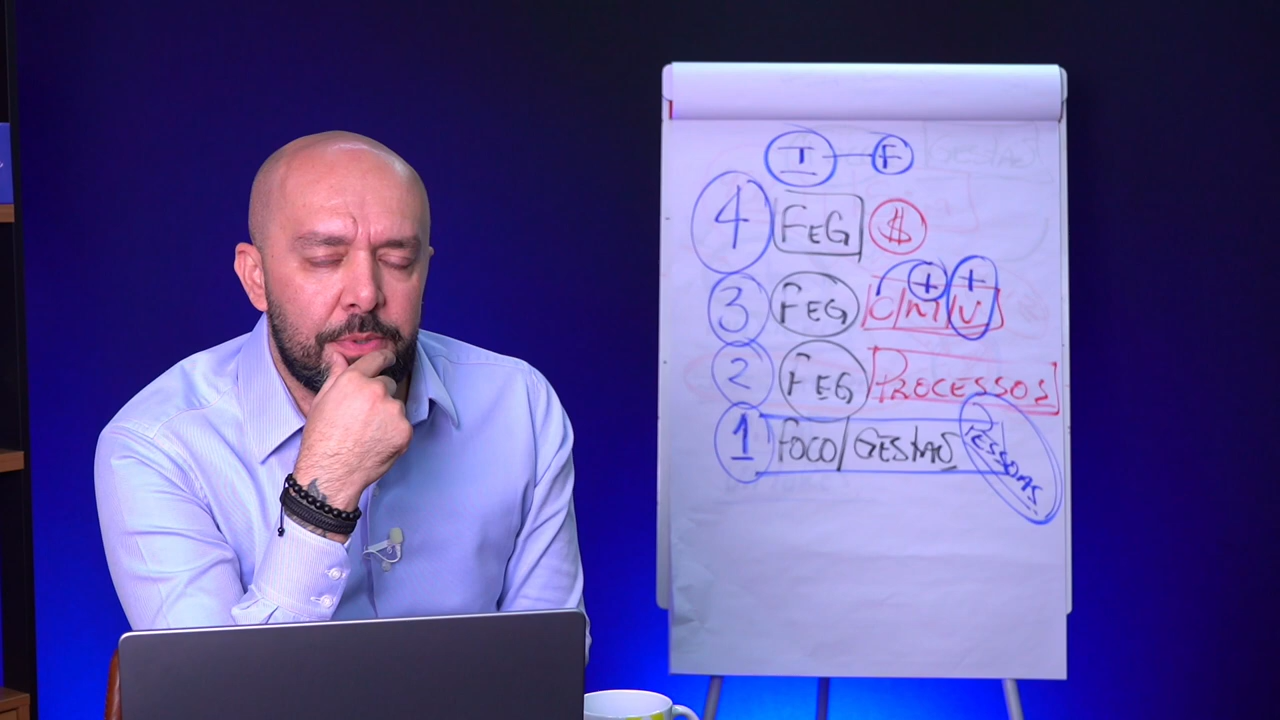 I F
4 FeG $
3 FEG C/M/V + +
2 FEG PROCESSOS
1 FOCO/GESTÃO PESSOAS